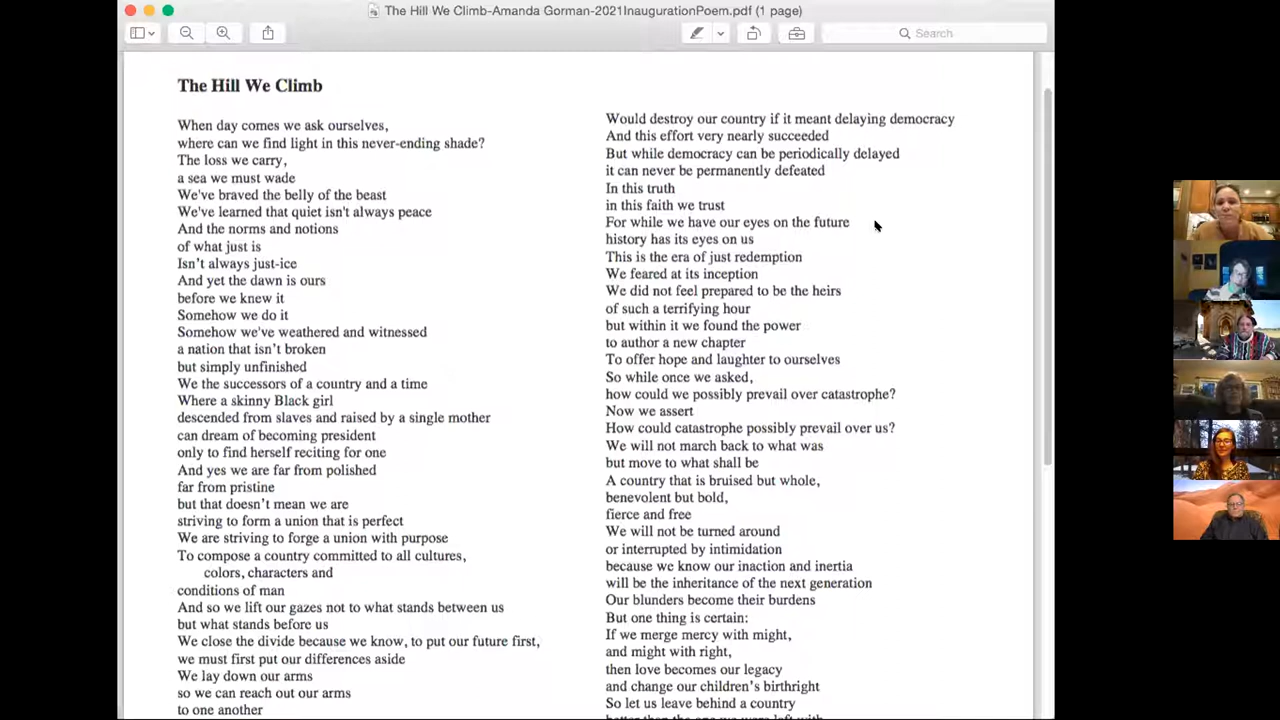 The Hill We Climb-Amanda Gorman-2021InaugurationPoem.pdf (1 page)
Search
The Hill We Climb
When day comes we ask ourselves,
where can we find light in this never-ending shade?
The loss we carry,
a sea we must wade
We've braved the belly of the beast
We've learned that quiet isn't always peace
And the norms and notions
of what just is
Isn't always just-ice
And yet the dawn is ours
before we knew it
Somehow we do it
Somehow we've weathered and witnessed
a nation that isn't broken
but simply unfinished
We the successors of a country and a time
Where a skinny Black girl
descended from slaves and raised by a single mother
can dream of becoming president
only to find herself reciting for one
And yes we are far from polished
far from pristine
but that doesn't mean we are
striving to form a union that is perfect
We are striving to forge a union with purpose
To compose a country committed to all cultures,
colors, characters and
conditions of man
And so we lift our gazes not to what stands between us
but what stands before us
We close the divide because we know, to put our future first,
we must first put our differences aside
We lay down our arms
so we can reach out our arms
to one another
Would destroy our country if it meant delaying democracy
And this effort very nearly succeeded
But while democracy can be periodically delayed
it can never be permanently defeated
In this truth
in this faith we trust
For while we have our eyes on the future
history has its eyes on us
This is the era of just redemption
We feared at its inception
We did not feel prepared to be the heirs
of such a terrifying hour
but within it we found the power
to author a new chapter
To offer hope and laughter to ourselves
So while once we asked,
how could we possibly prevail over catastrophe?
Now we assert
How could catastrophe possibly prevail over us?
We will not march back to what was
but move to what shall be
A country that is bruised but whole,
benevolent but bold,
fierce and free
We will not be turned around
or interrupted by intimidation
because we know our inaction and inertia
will be the inheritance of the next generation
Our blunders become their burdens
But one thing is certain:
If we merge mercy with might,
and might with right,
then love becomes our legacy
and change our children's birthright
So let us leave behind a country
better than the one we were left with